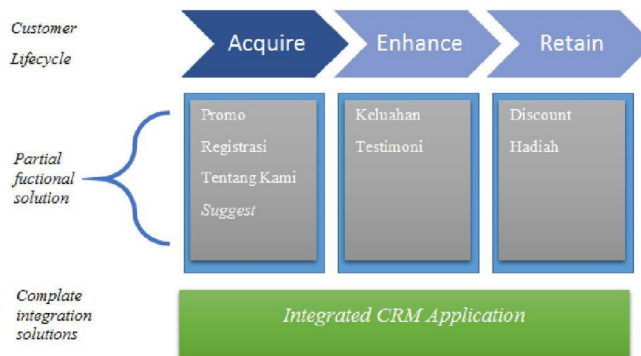 Customer
Lifecycle
Acquire
Enhance
Retain
Partial
fuctional
solution
Promo
Registrasi
Tentang Kami
Suggest
Keluahan
Testimoni
Discount
Hadiah
Complate
integration
solutions
Integrated CRM Application